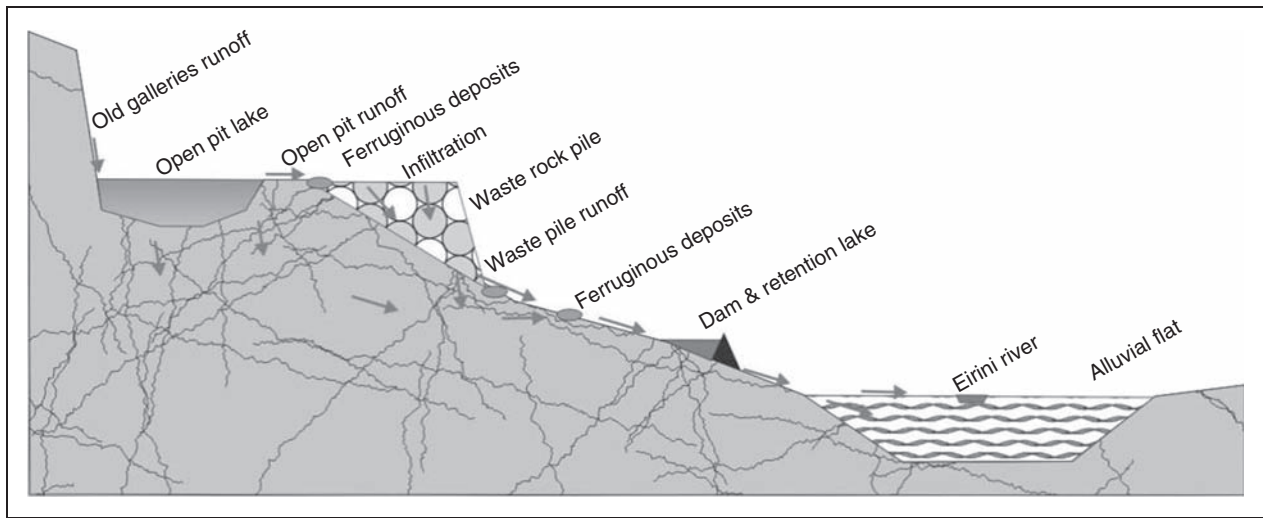 Old galleries runoff
Open pit lake
Open pit runoff
Ferruginous deposits
Infiltration
Waste rock pile
Waste pile runoff
Ferruginous deposits
Dam & retention lake
Eirini river
Alluvial flat